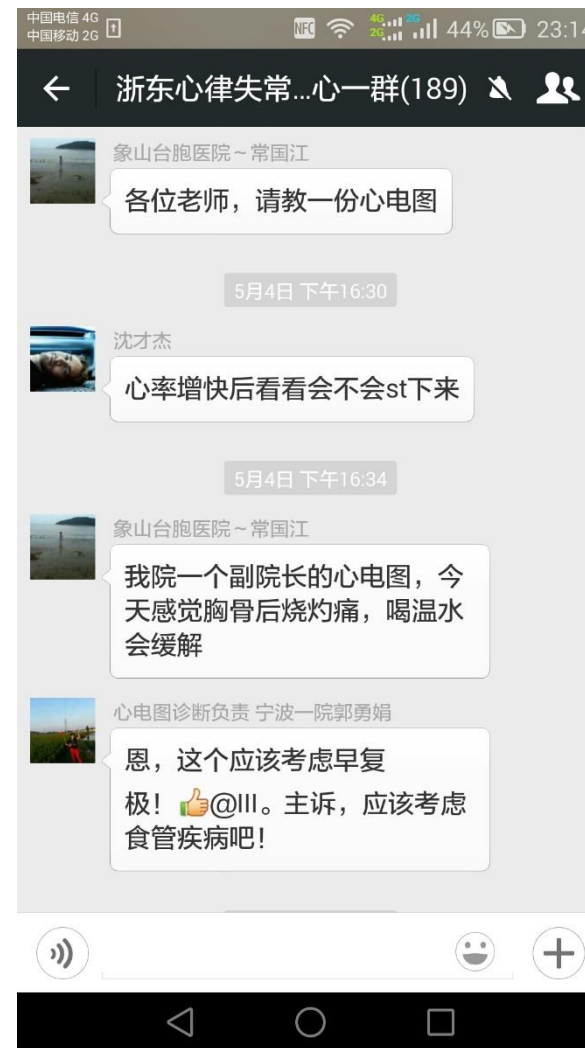 中国电信 4G
中国移动 2G
NFC
4G
2G
2G
44%
23:14
浙东心律失常...心一群(189)
象山台胞医院~常国江
各位老师，请教一份心电图
5月4日 下午16:30
沈才杰
心率增快后看看会不会st下来
5月4日 下午16:34
象山台胞医院~常国江
我院一个副院长的心电图，今
天感觉胸骨后烧灼痛，喝温水
会缓解
心电图诊断负责 宁波一院郭勇娟
恩，这个应该考虑早复
极！👍@III。主诉，应该考虑
食管疾病吧！